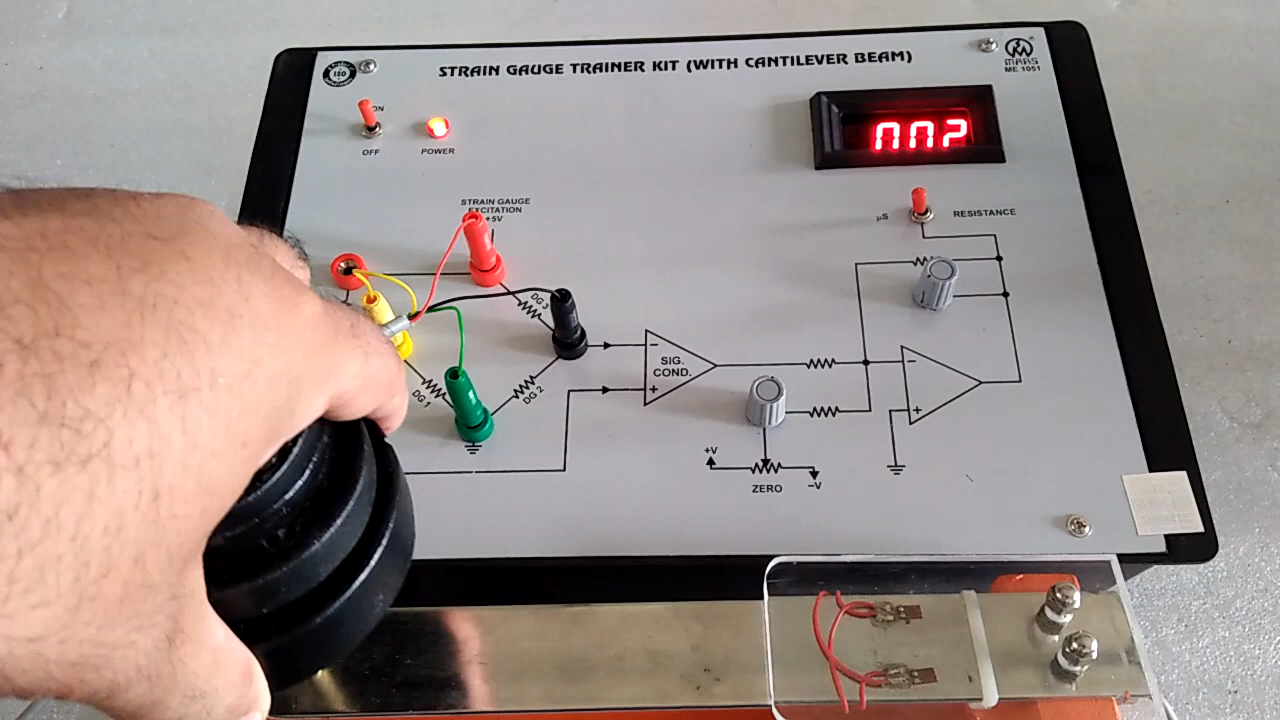 STRAIN GAUGE TRAINER KIT (WITH CANTILEVER BEAM)
ISO
MARS
ME 1051
ON
OFF
POWER
STRAIN GAUGE
EXCITATION
+5V
µS
RESISTANCE
DG 3
DG 1
DG 2
SIG.
COND.
−
+
−
+
+V
−V
ZERO